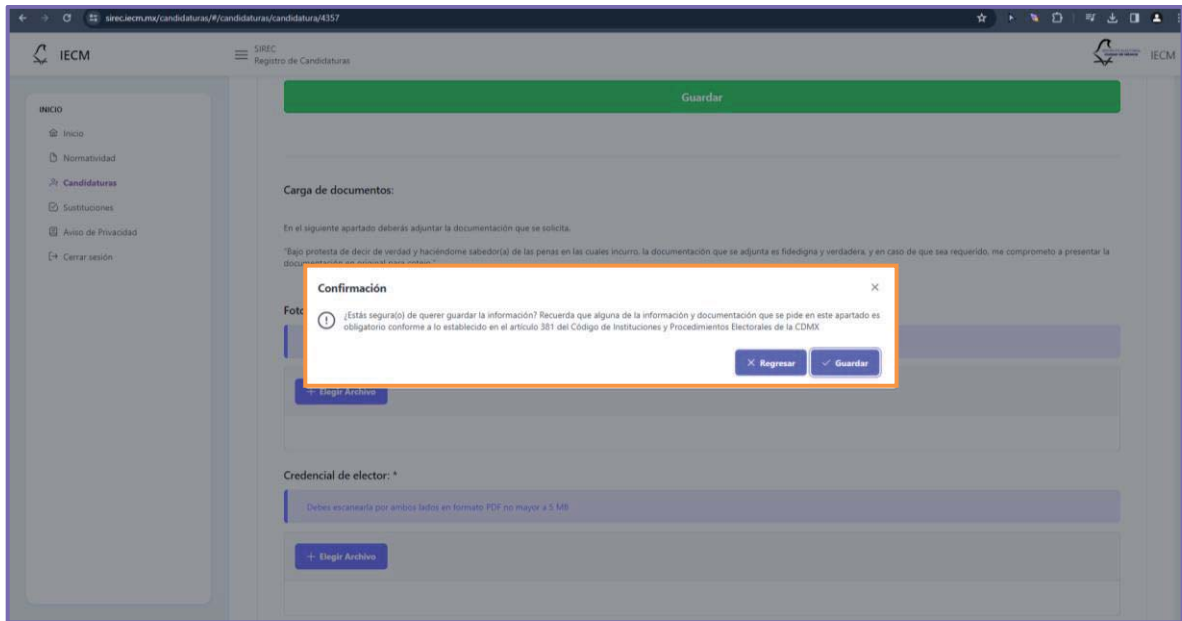 sirec.iecm.mx/candidaturas/#/candidaturas/candidatura/4357
IECM
SIREC
Registro de Candidaturas
IECM
INICIO
Inicio
Normatividad
Candidaturas
Sustituciones
Aviso de Privacidad
Cerrar sesión
Guardar
Carga de documentos:
En el siguiente apartado deberás adjuntar la documentación que se solicita.
"Bajo protesta de decir de verdad y haciéndome sabedor(a) de las penas en las cuales incurro, la documentación que se adjunta es fidedigna y verdadera, y en caso de que sea requerido, me comprometo a presentar la
documentación en original para cotejo."
Confirmación
¿Estás segura(o) de querer guardar la información? Recuerda que alguna de la información y documentación que se pide en este apartado es
obligatorio conforme a lo establecido en el artículo 381 del Código de Instituciones y Procedimientos Electorales de la CDMX
Regresar
Guardar
Foto
+ Elegir Archivo
Credencial de elector: *
Debes escanearla por ambos lados en formato PDF no mayor a 5 MB
+ Elegir Archivo